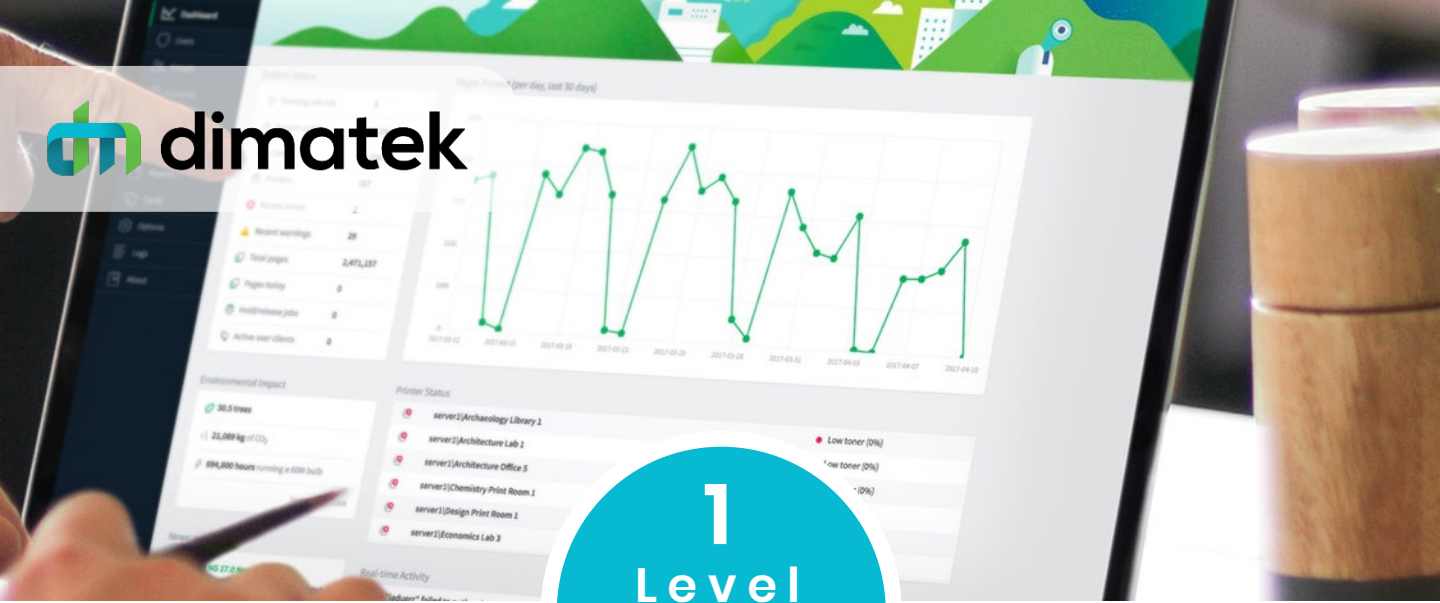 Dashboard
Users
dimatek
System Status
Pending refunds
Pages Printed (per day, last 30 days)
Options
Logs
About
Recent errors
Recent warnings 29
Total pages 2,471,157
Pages today 0
Hold/release jobs 0
Active user clients 0
2017-03-12 2017-03-15 2017-03-18 2017-03-22 2017-03-25 2017-03-28 2017-03-31 2017-04-03 2017-04-07 2017-04-10
Environmental Impact
30.5 trees
21,089 kg of CO₂
694,800 hours running a 60W bulb
Printer Status
server1\Archaeology Library 1 Low toner (0%)
server1\Architecture Lab 1 ow toner (0%)
server1\Architecture Office 5 (0%)
server1\Chemistry Print Room 1
server1\Design Print Room 1
server1\Economics Lab 3
News
Real-time Activity
1
Level